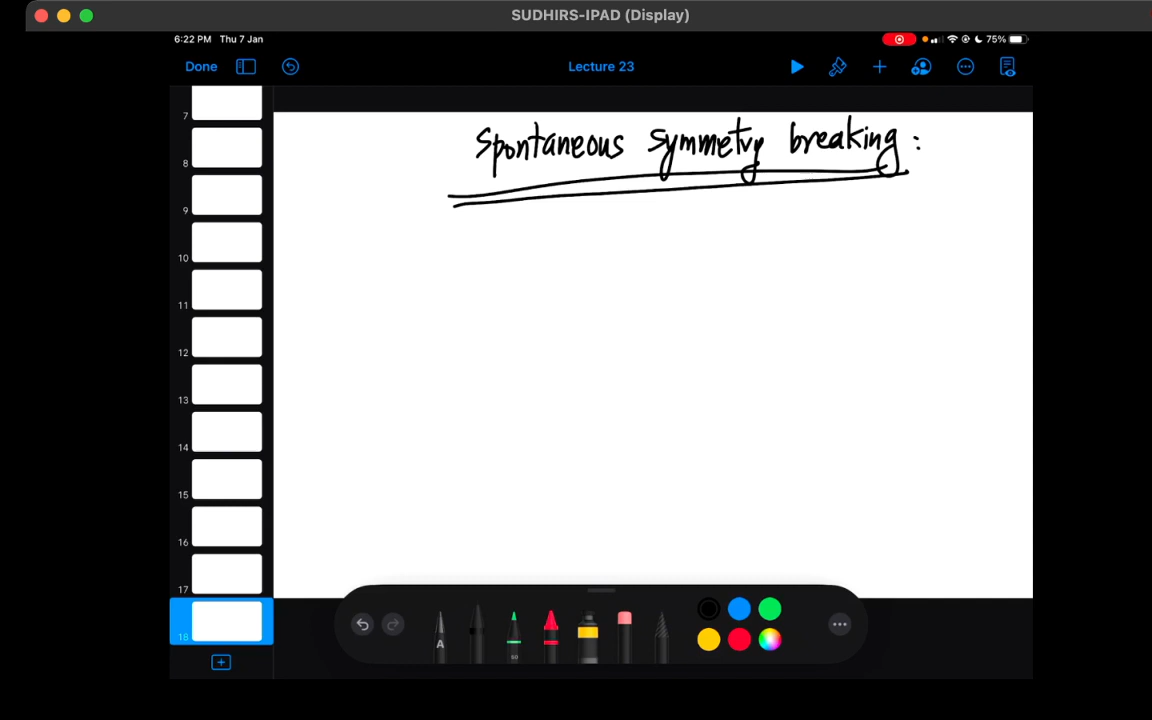 SUDHIRS-IPAD (Display)
6:22 PM Thu 7 Jan
75%
Done
Lecture 23
Spontaneous symmetry breaking :
7
8
9
10
11
12
13
14
15
16
17
18
A
50